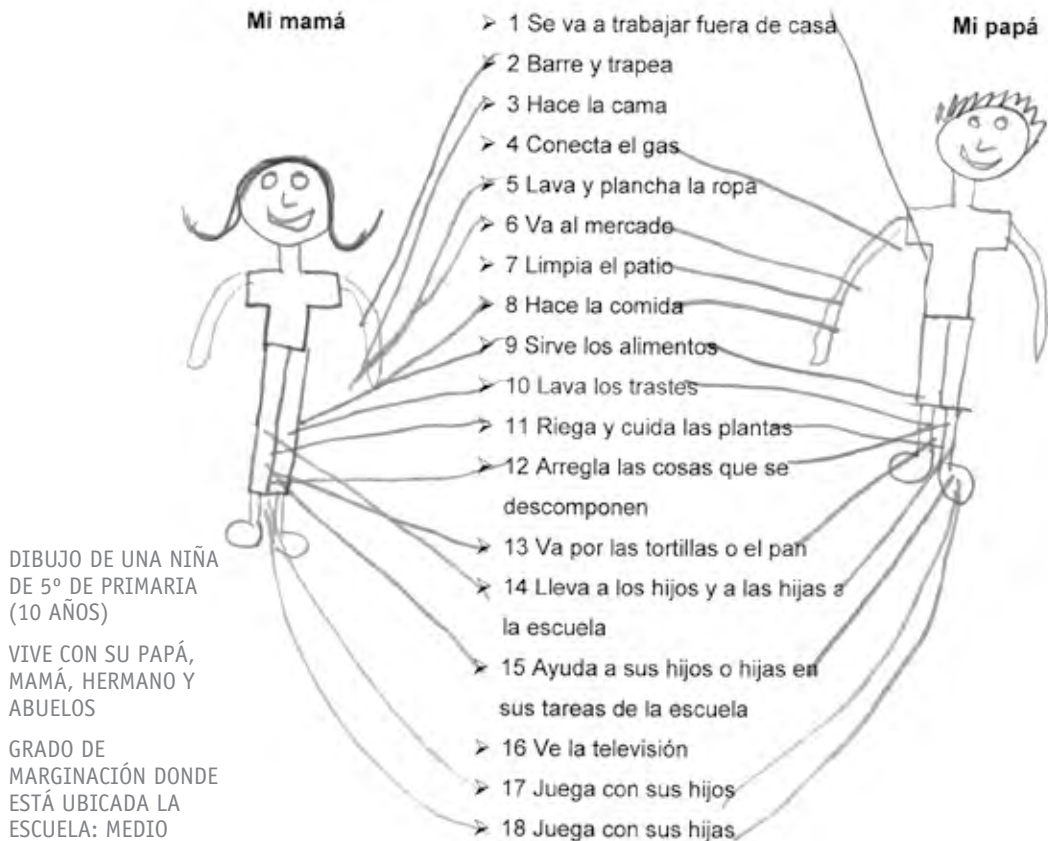 Mi mamá
Mi papá
➢ 1 Se va a trabajar fuera de casa
➢ 2 Barre y trapea
➢ 3 Hace la cama
➢ 4 Conecta el gas
➢ 5 Lava y plancha la ropa
➢ 6 Va al mercado
➢ 7 Limpia el patio
➢ 8 Hace la comida
➢ 9 Sirve los alimentos
➢ 10 Lava los trastes
➢ 11 Riega y cuida las plantas
➢ 12 Arregla las cosas que se
descomponen
➢ 13 Va por las tortillas o el pan
➢ 14 Lleva a los hijos y a las hijas a
la escuela
➢ 15 Ayuda a sus hijos o hijas en
sus tareas de la escuela
➢ 16 Ve la televisión
➢ 17 Juega con sus hijos
➢ 18 Juega con sus hijas
DIBUJO DE UNA NIÑA
DE 5º DE PRIMARIA
(10 AÑOS)
VIVE CON SU PAPÁ,
MAMÁ, HERMANO Y
ABUELOS
GRADO DE
MARGINACIÓN DONDE
ESTÁ UBICADA LA
ESCUELA: MEDIO